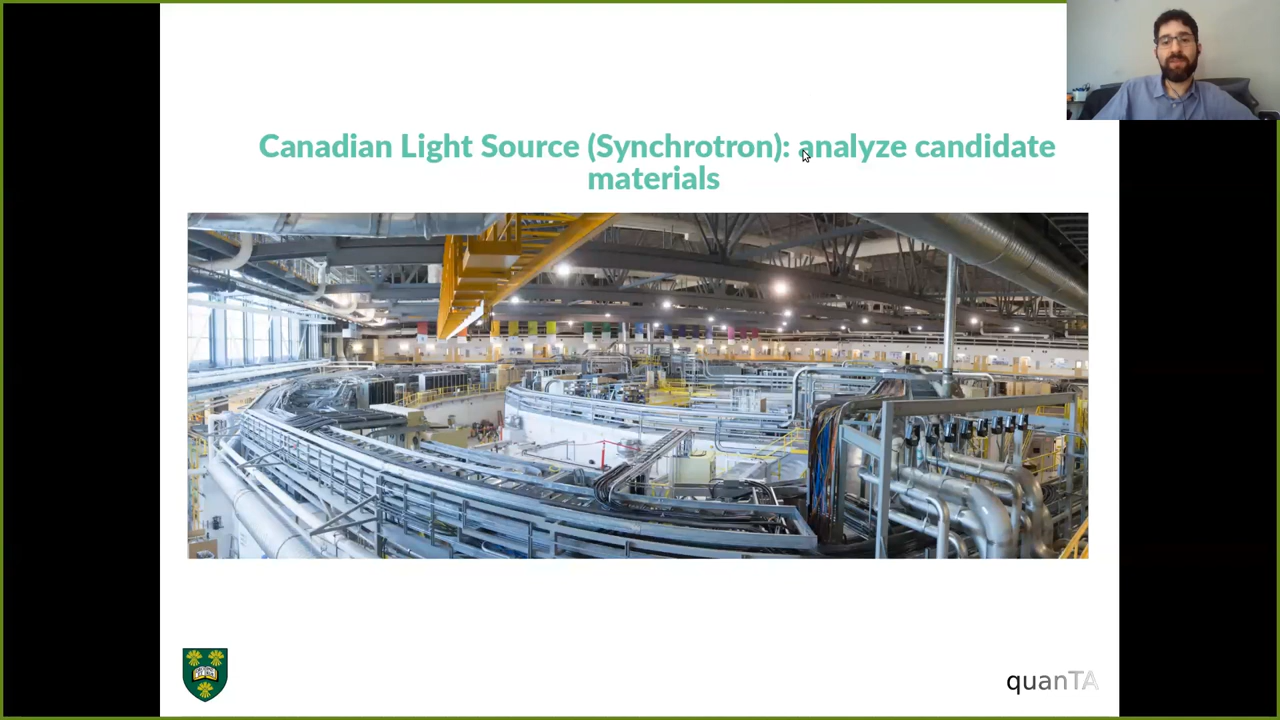 Canadian Light Source (Synchrotron): analyze candidate
materials
quanTA